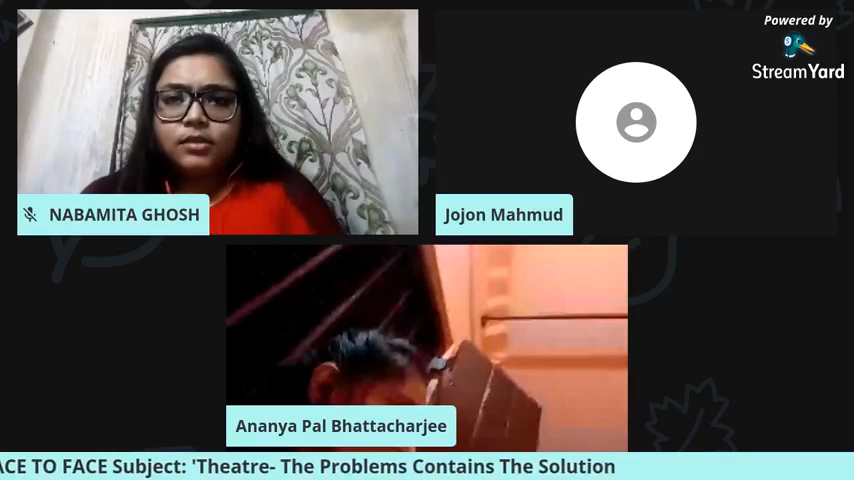 Powered by
StreamYard
NABAMITA GHOSH
Jojon Mahmud
Ananya Pal Bhattacharjee
ACE TO FACE Subject: 'Theatre- The Problems Contains The Solution